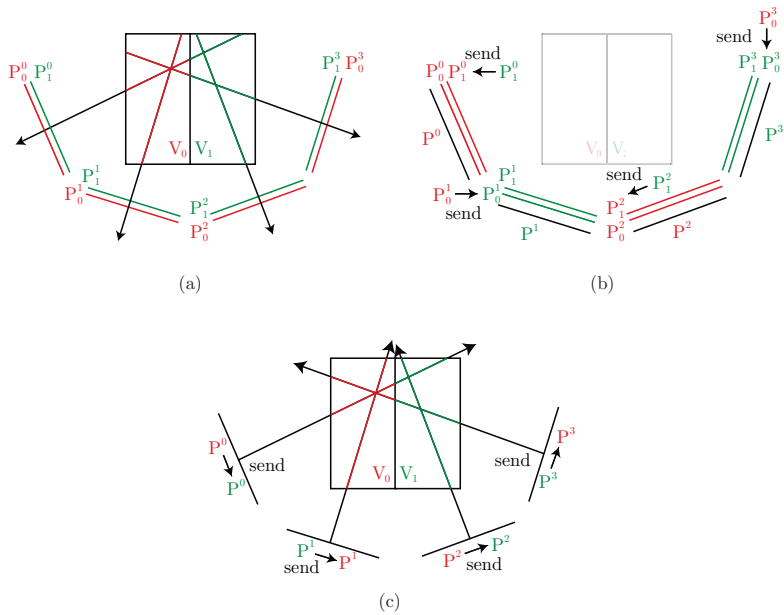 P₀⁰ P₁⁰
P₁³ P₀³
V₀ V₁
P₁¹
P₀¹
P₁²
P₀²
(a)
P₀³
send
P₁³ P₀³
send
P₀⁰ P₁⁰ P₁⁰
P⁰
P³
V₀ V
P₁¹
P₀¹ P₀¹
send
send
P₁²
P₁²
P₀²
P¹
P²
(b)
P⁰
send
P⁰
V₀ V₁
P³
send
P³
P¹ P¹
send
P² P²
send
(c)